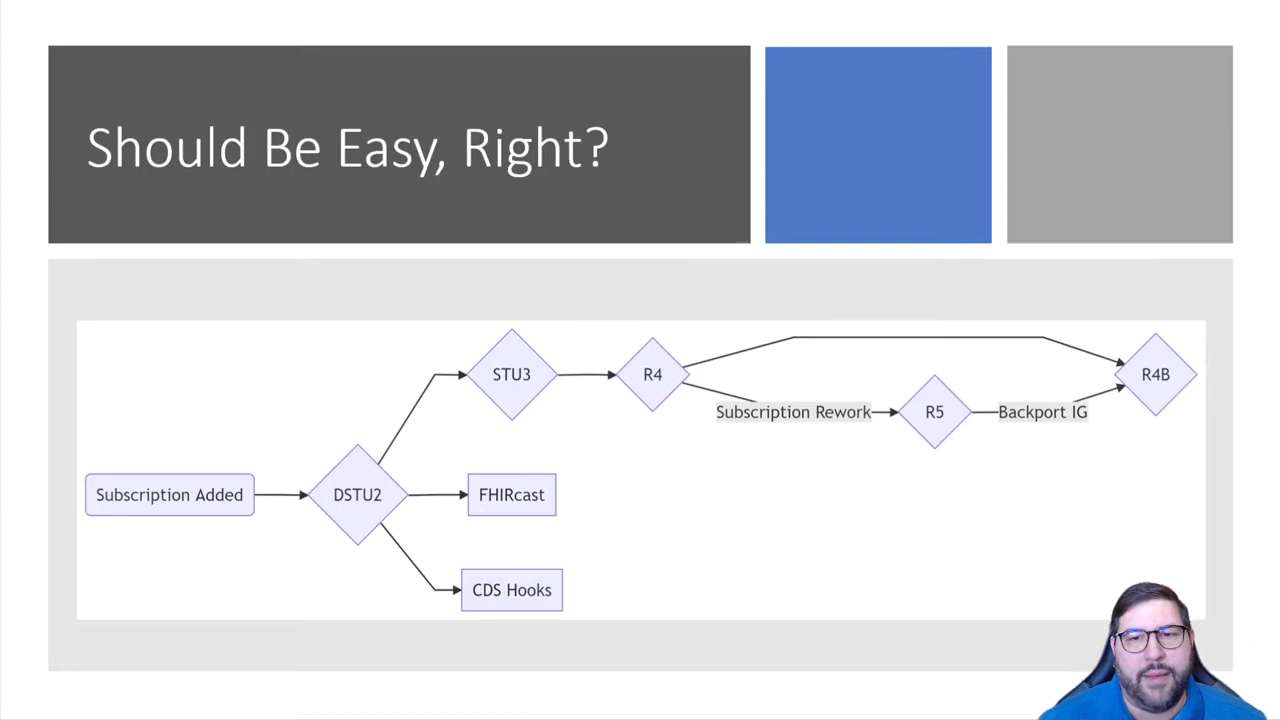 Should Be Easy, Right?
STU3
R4
R4B
Subscription Rework
R5
Backport IG
Subscription Added
DSTU2
FHIRcast
CDS Hooks